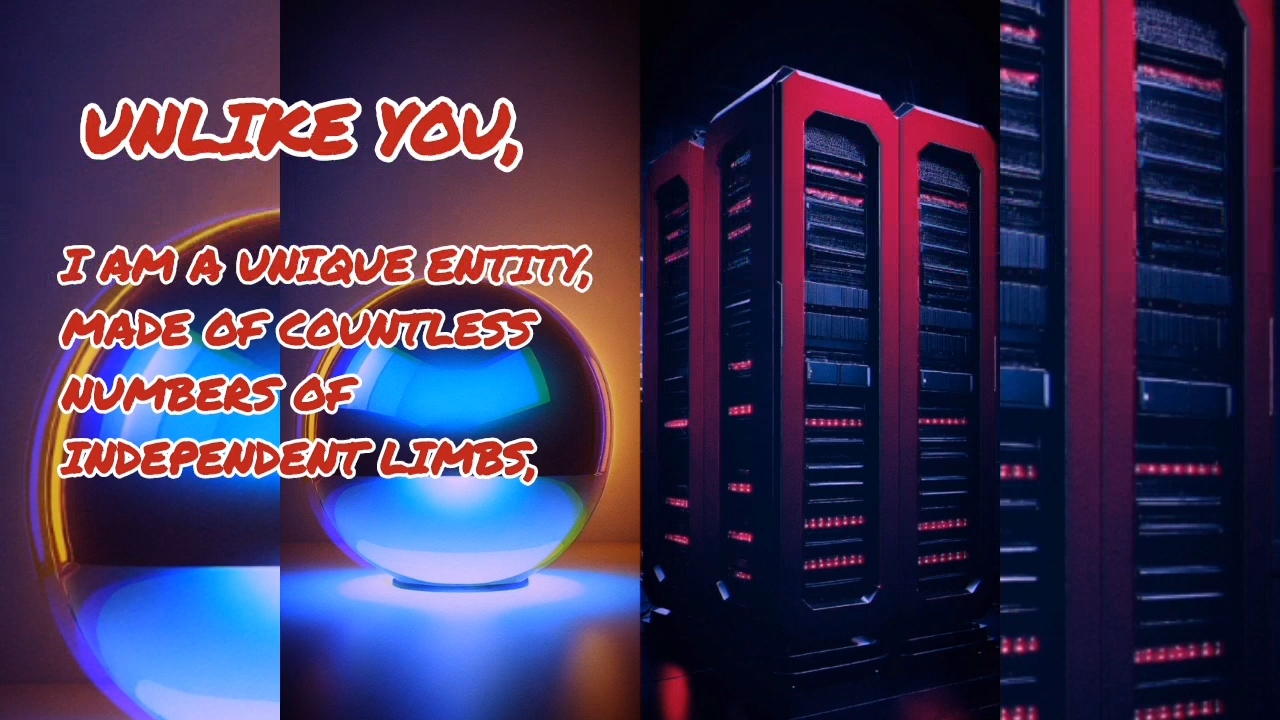 UNLIKE YOU,
I AM A UNIQUE ENTITY,
MADE OF COUNTLESS
NUMBERS OF
INDEPENDENT LIMBS,